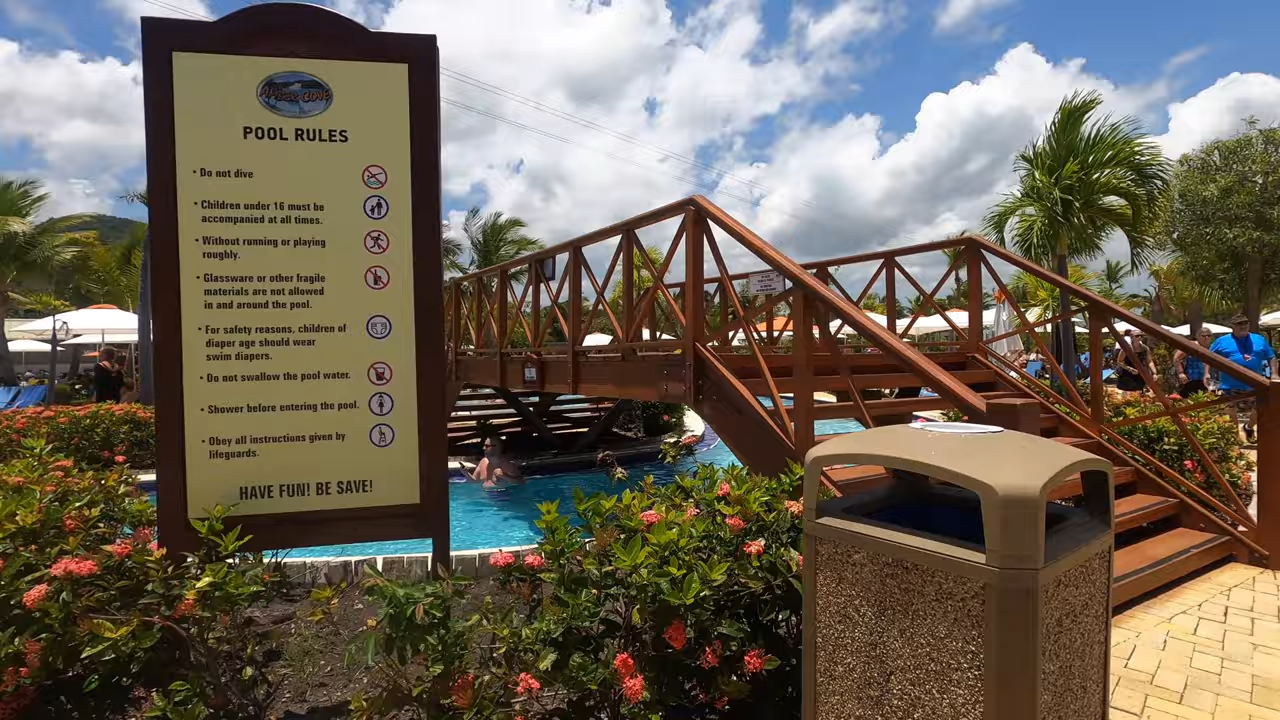 COVE
POOL RULES
• Do not dive
• Children under 16 must be
accompanied at all times.
• Without running or playing
roughly.
• Glassware or other fragile
materials are not allowed
in and around the pool.
• For safety reasons, children of
diaper age should wear
swim diapers.
• Do not swallow the pool water.
• Shower before entering the pool.
• Obey all instructions given by
lifeguards.
HAVE FUN! BE SAVE!